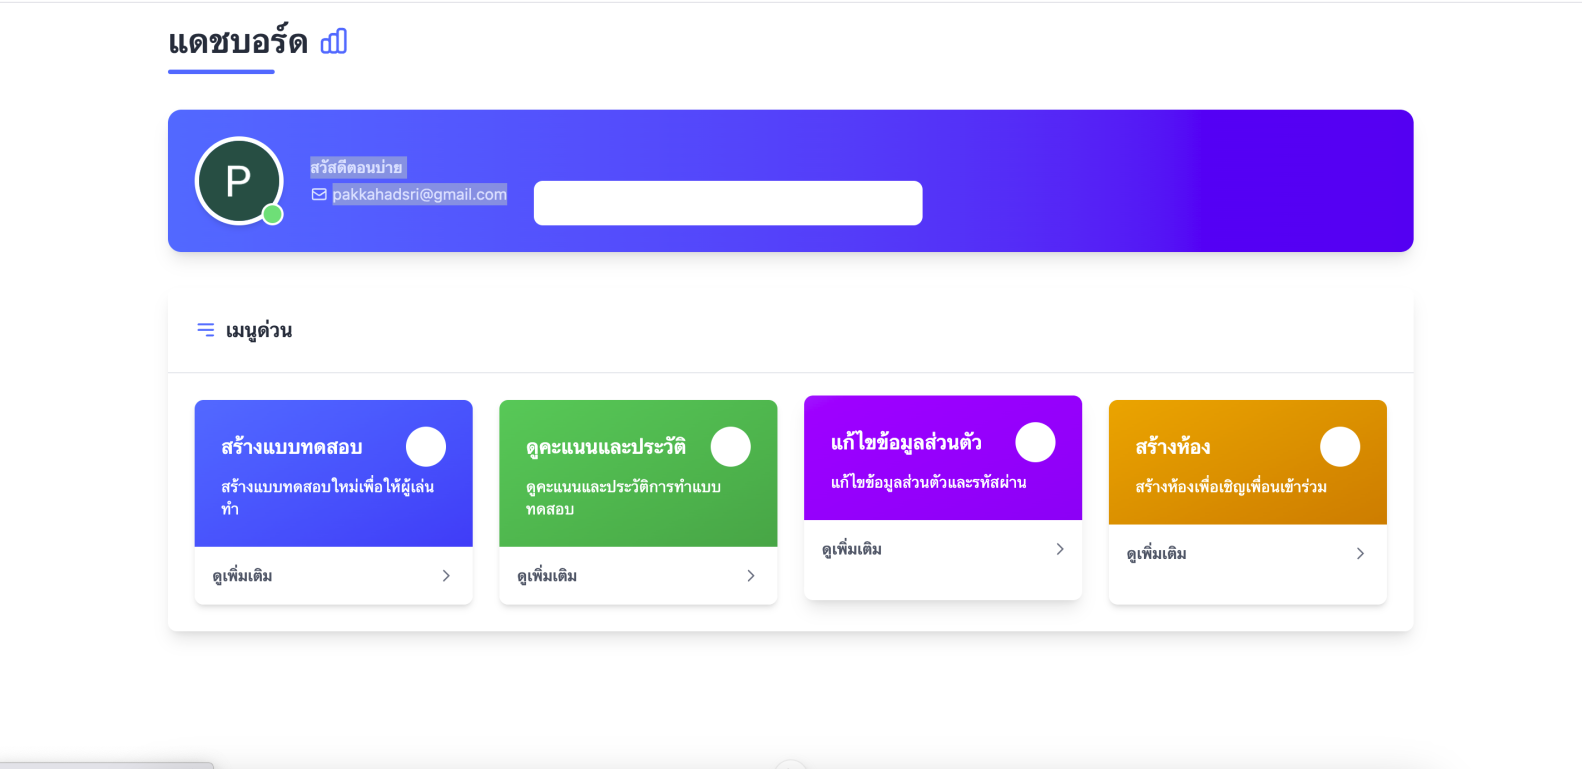 แดชบอร์ด
P
สวัสดีตอนบ่าย
pakkahadsri@gmail.com
เมนูด่วน
สร้างแบบทดสอบ
สร้างแบบทดสอบใหม่เพื่อให้ผู้เล่น
ทำ
ดูเพิ่มเติม
ดูคะแนนและประวัติ
ดูคะแนนและประวัติการทำแบบ
ทดสอบ
ดูเพิ่มเติม
แก้ไขข้อมูลส่วนตัว
แก้ไขข้อมูลส่วนตัวและรหัสผ่าน
ดูเพิ่มเติม
สร้างห้อง
สร้างห้องเพื่อเชิญเพื่อนเข้าร่วม
ดูเพิ่มเติม